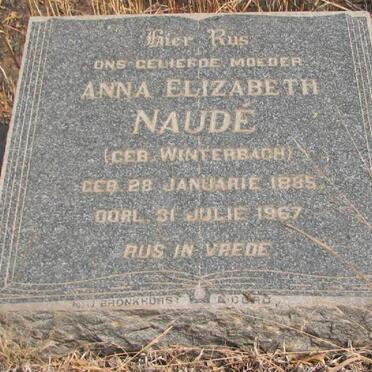 Hier Rus
ONS GELIEFDE MOEDER
ANNA ELIZABETH
NAUDÉ
(GEB. WINTERBACH)
GEB. 28 JANUARIE 1885
OORL. 31 JULIE 1967
RUS IN VREDE
BRONKHORST